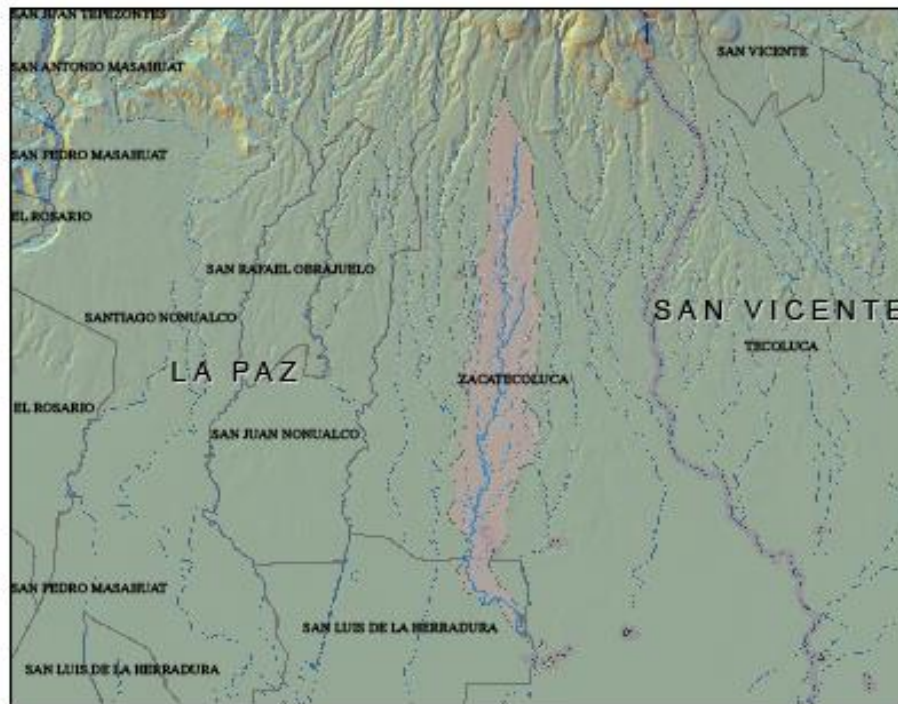 SAN JUAN TEPEZONTES
SAN VICENTE
SAN ANTONIO MASAHUAT
SAN PEDRO MASAHUAT
EL ROSARIO
SAN RAFAEL OBRAJUELO
SANTIAGO NONUALCO
SAN VICENTE
TECOLUCA
LA PAZ
ZACATECOLUCA
EL ROSARIO
SAN JUAN NONUALCO
SAN PEDRO MASAHUAT
SAN LUIS DE LA HERRADURA
SAN LUIS DE LA HERRADURA